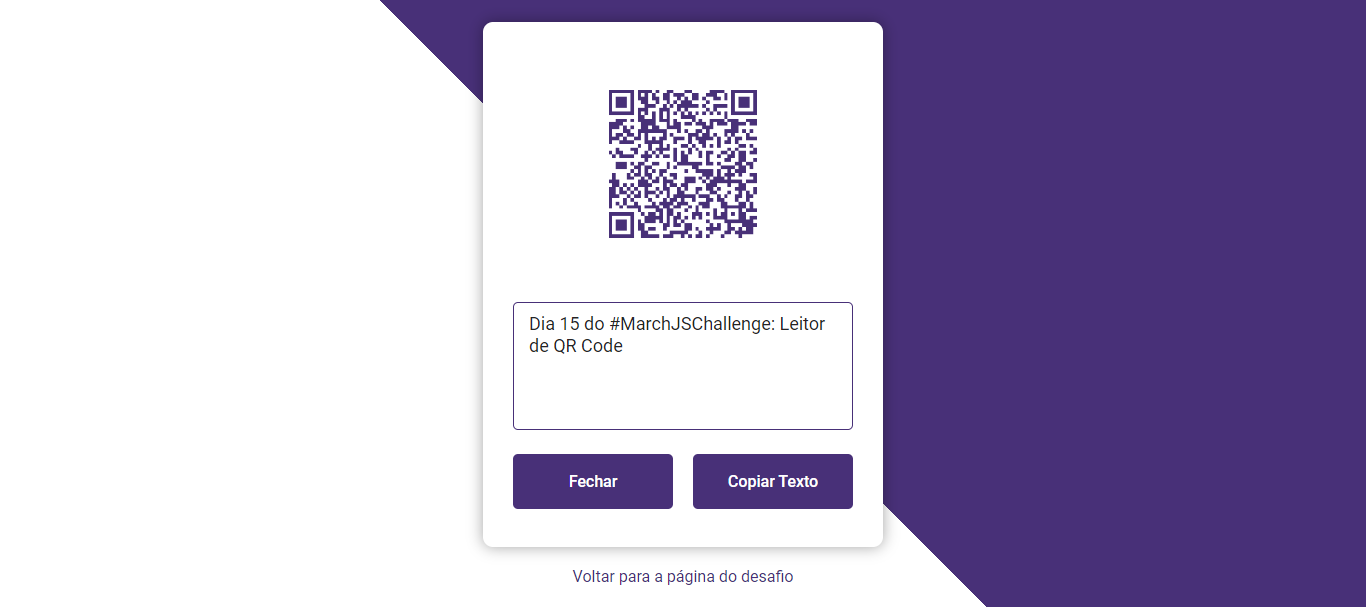 Dia 15 do #MarchJSChallenge: Leitor
de QR Code
Fechar
Copiar Texto
Voltar para a página do desafio